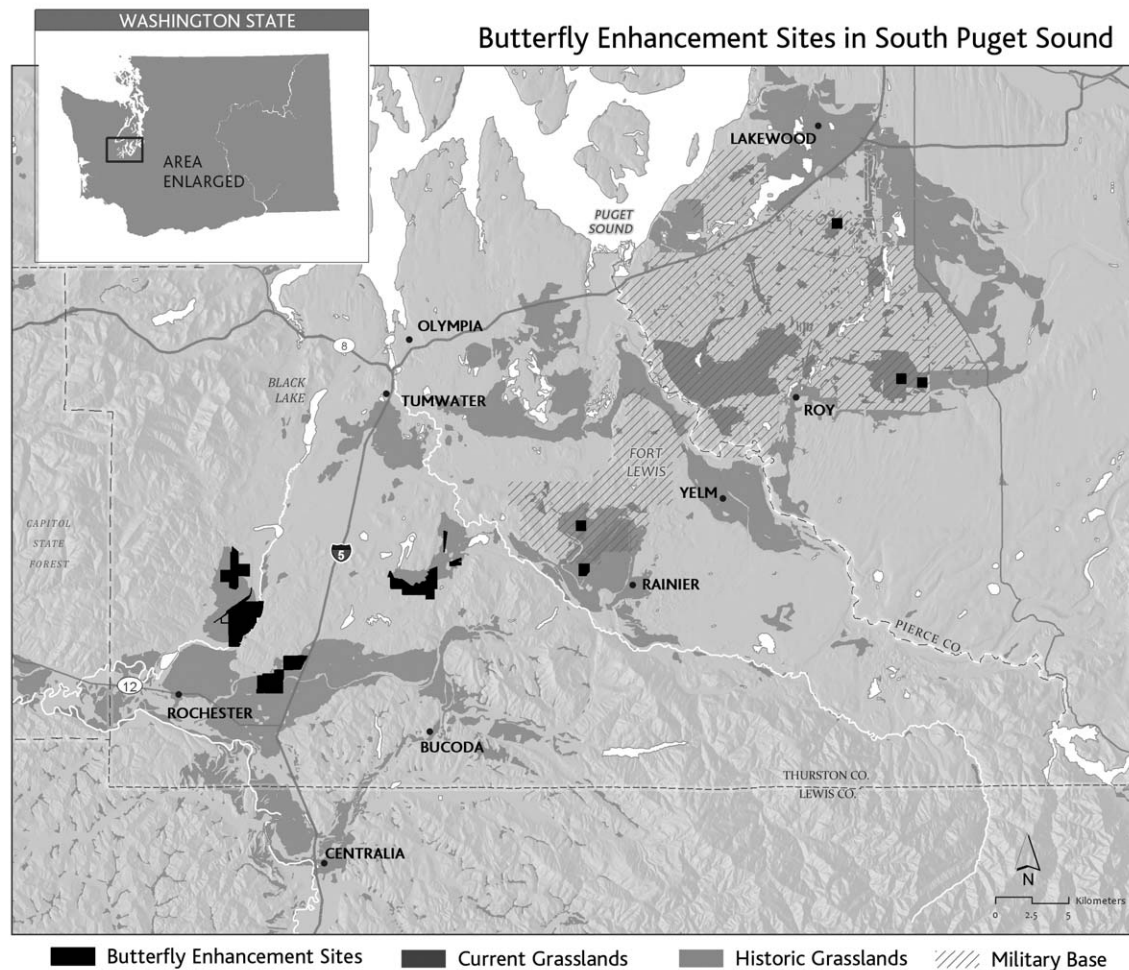 WASHINGTON STATE
AREA
ENLARGED
Butterfly Enhancement Sites in South Puget Sound
LAKEWOOD
PUGET
SOUND
OLYMPIA
8
BLACK
LAKE
TUMWATER
ROY
FORT
LEWIS
YELM
CAPITOL
STATE
FOREST
5
RAINIER
PIERCE CO.
12
ROCHESTER
BUCODA
THURSTON CO.
LEWIS CO.
CENTRALIA
N
0 2.5 5 Kilometers
Butterfly Enhancement Sites
Current Grasslands
Historic Grasslands
Military Base